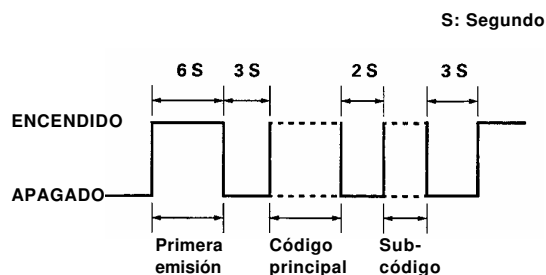 S: Segundo
6 S 3 S 2 S 3 S
ENCENDIDO
APAGADO
Primera emisión
Código principal
Sub-código